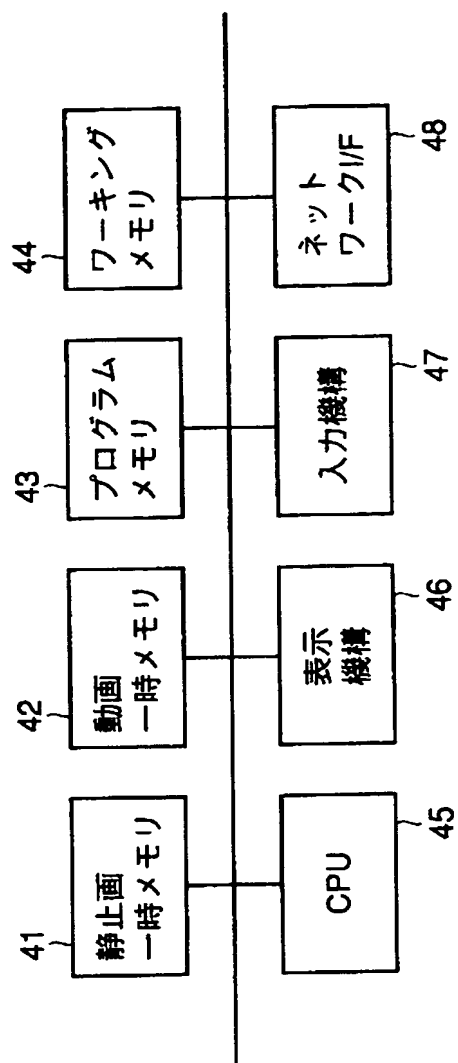 41
静止画
一時メモリ
42
動画
一時メモリ
43
プログラム
メモリ
44
ワーキング
メモリ
CPU
45
表示
機構
46
入力機構
47
ネット
ワークI/F
48